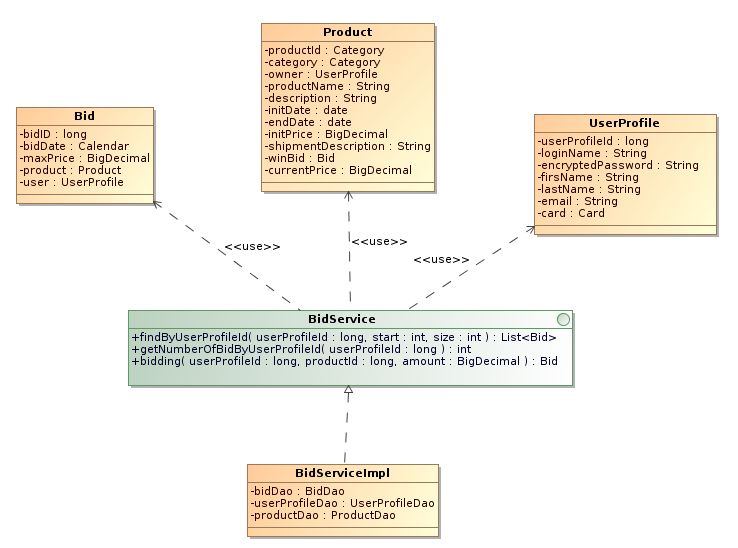 Product
-productId : Category
-category : Category
-owner : UserProfile
-productName : String
-description : String
-initDate : date
-endDate : date
-initPrice : BigDecimal
-shipmentDescription : String
-winBid : Bid
-currentPrice : BigDecimal
Bid
-bidID : long
-bidDate : Calendar
-maxPrice : BigDecimal
-product : Product
-user : UserProfile
UserProfile
-userProfileId : long
-loginName : String
-encryptedPassword : String
-firsName : String
-lastName : String
-email : String
-card : Card
<<use>>
<<use>>
<<use>>
BidService
+findByUserProfileId( userProfileId : long, start : int, size : int ) : List<Bid>
+getNumberOfBidByUserProfileId( userProfileId : long ) : int
+bidding( userProfileId : long, productId : long, amount : BigDecimal ) : Bid
BidServiceImpl
-bidDao : BidDao
-userProfileDao : UserProfileDao
-productDao : ProductDao